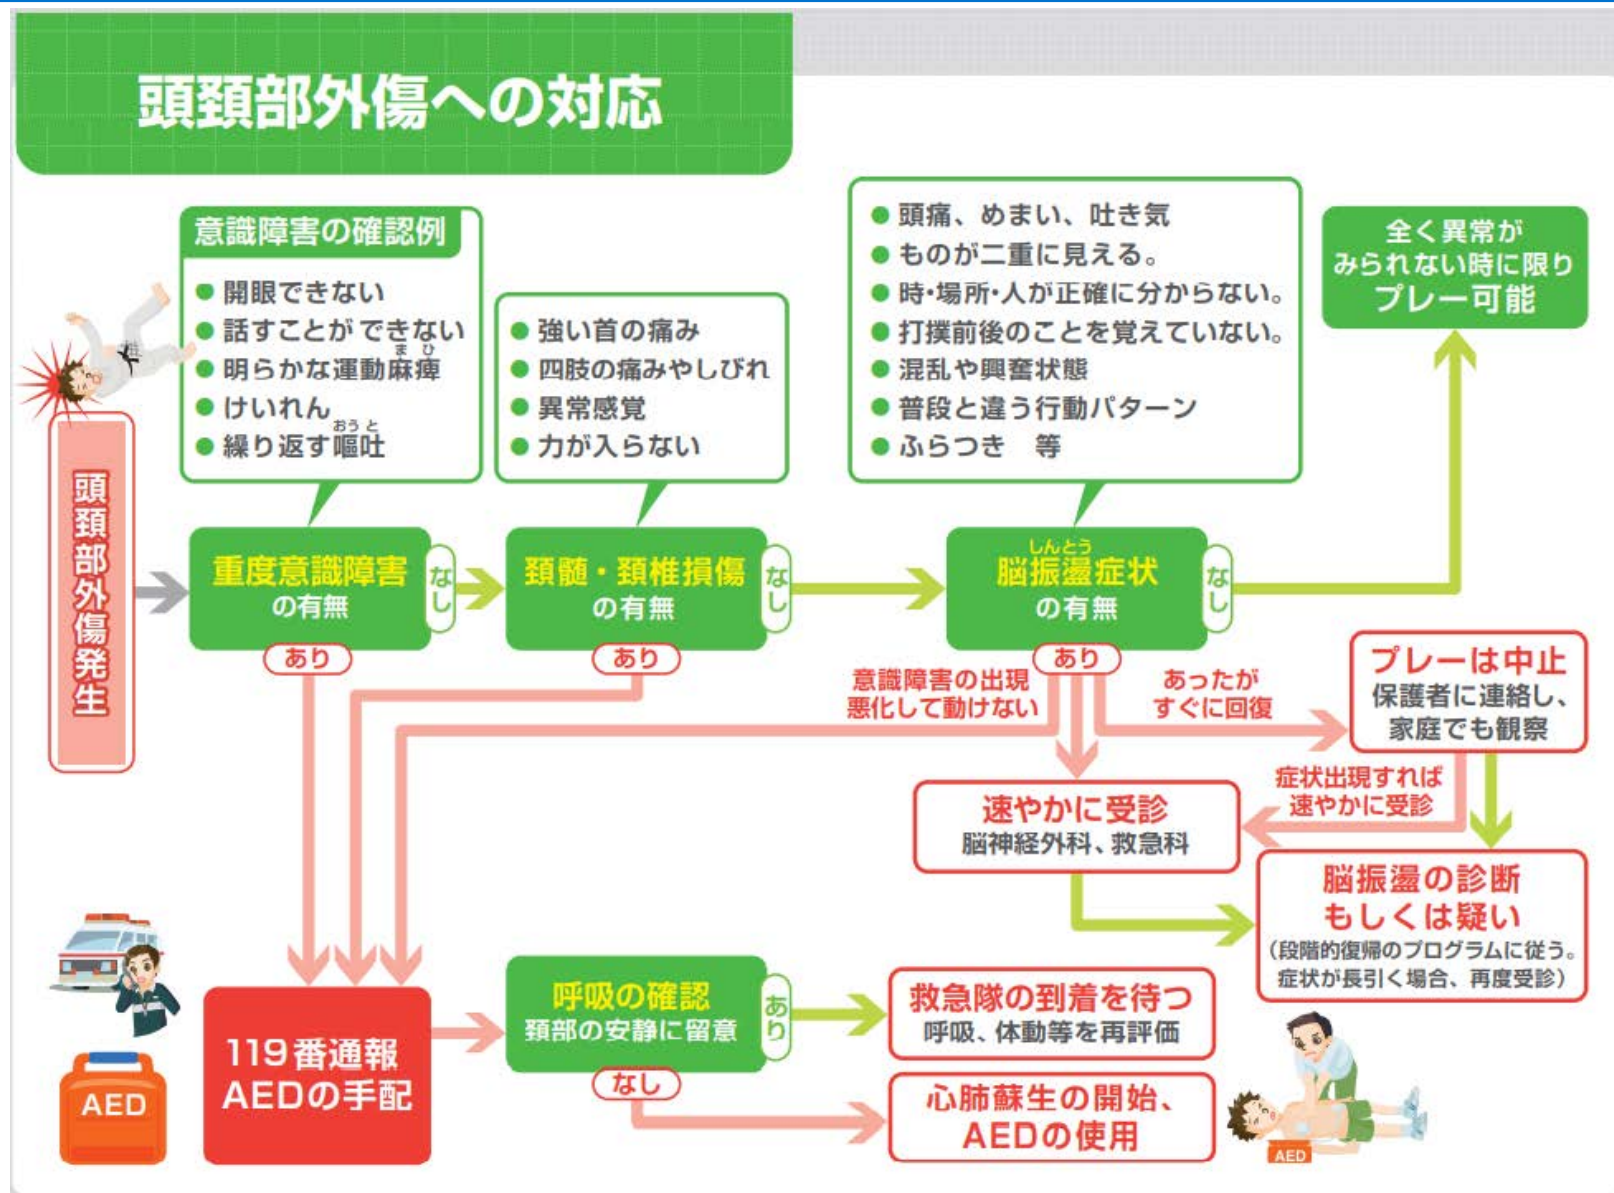 頭頚部外傷への対応
意識障害の確認例
● 開眼できない
● 話すことができない
● 明らかな運動麻痺
まひ
● けいれん
● 繰り返す嘔吐
おうと
● 強い首の痛み
● 四肢の痛みやしびれ
● 異常感覚
● 力が入らない
● 頭痛、めまい、吐き気
● ものが二重に見える。
● 時・場所・人が正確に分からない。
● 打撲前後のことを覚えていない。
● 混乱や興奮状態
● 普段と違う行動パターン
● ふらつき 等
全く異常が
みられない時に限り
プレー可能
頭頚部外傷発生
重度意識障害
の有無
なし
あり
頚髄・頚椎損傷
の有無
なし
あり
しんとう
脳振盪症状
の有無
なし
あり
意識障害の出現
悪化して動けない
あったが
すぐに回復
プレーは中止
保護者に連絡し、
家庭でも観察
症状出現すれば
速やかに受診
速やかに受診
脳神経外科、救急科
脳振盪の診断
もしくは疑い
（段階的復帰のプログラムに従う。
症状が長引く場合、再度受診）
119番通報
AEDの手配
AED
呼吸の確認
頚部の安静に留意
あり
なし
救急隊の到着を待つ
呼吸、体動等を再評価
心肺蘇生の開始、
AEDの使用
AED